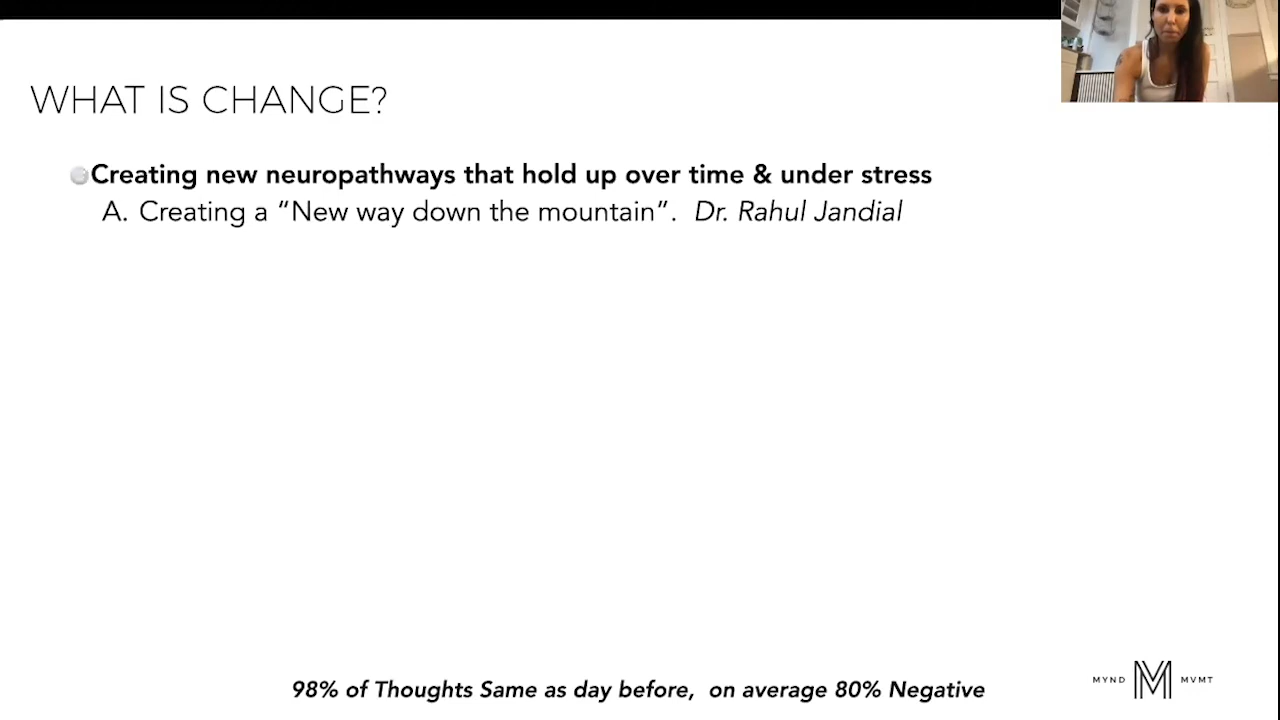 WHAT IS CHANGE?
Creating new neuropathways that hold up over time & under stress
A. Creating a “New way down the mountain”. Dr. Rahul Jandial
98% of Thoughts Same as day before, on average 80% Negative
MYND M MVMT